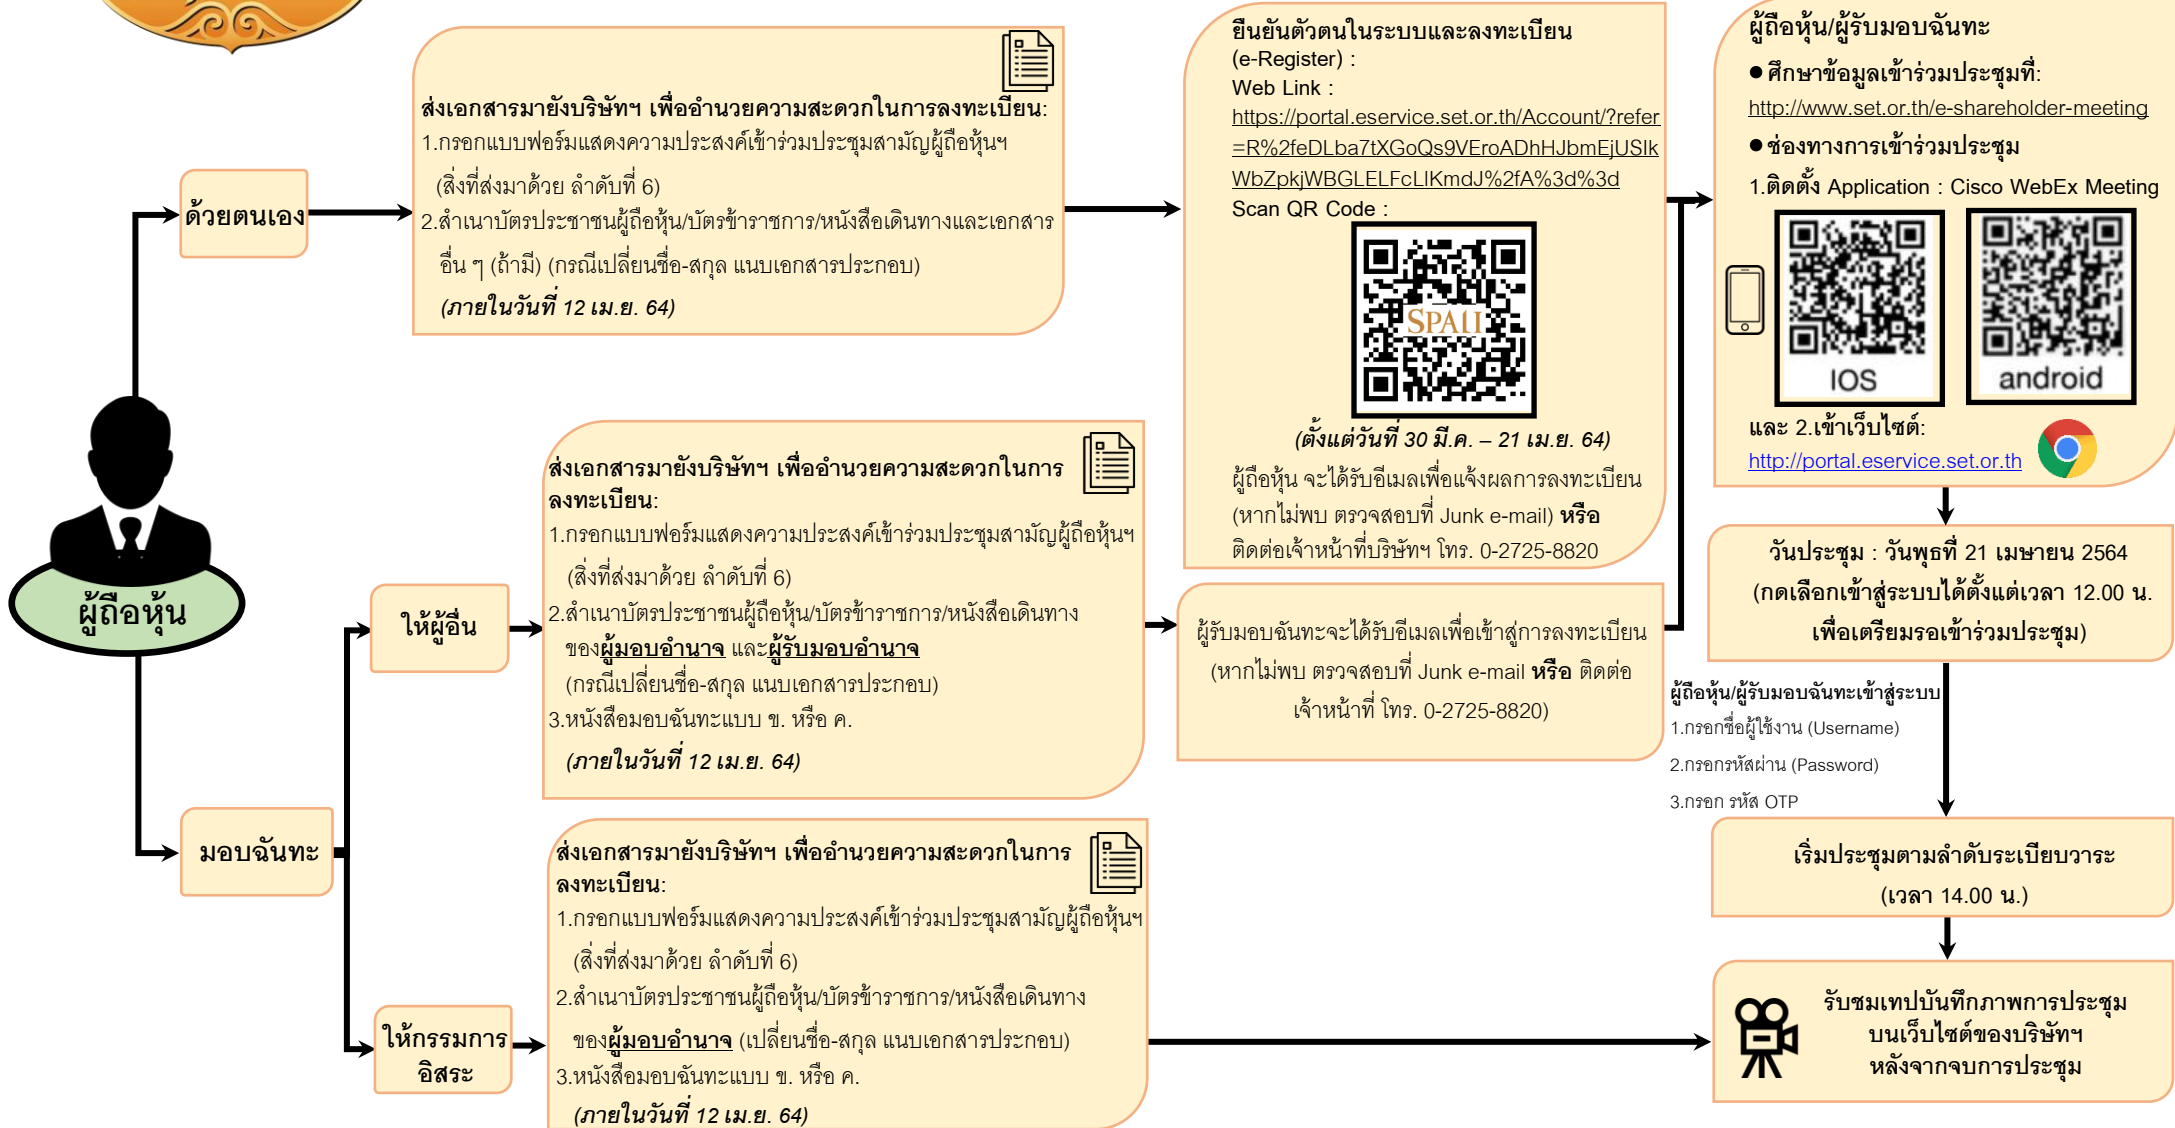 ผู้ถือหุ้น
ด้วยตนเอง
ส่งเอกสารมายังบริษัทฯ เพื่ออำนวยความสะดวกในการลงทะเบียน:
1.กรอกแบบฟอร์มแสดงความประสงค์เข้าร่วมประชุมสามัญผู้ถือหุ้นฯ
(สิ่งที่ส่งมาด้วย ลำดับที่ 6)
2.สำเนาบัตรประชาชนผู้ถือหุ้น/บัตรข้าราชการ/หนังสือเดินทางและเอกสาร
อื่น ๆ (ถ้ามี) (กรณีเปลี่ยนชื่อ-สกุล แนบเอกสารประกอบ)
(ภายในวันที่ 12 เม.ย. 64)
ยืนยันตัวตนในระบบและลงทะเบียน
(e-Register) :
Web Link :
https://portal.eservice.set.or.th/Account/?refer
=R%2feDLba7tXGoQs9VEroADhHJbmEjUSIk
WbZpkjWBGLELFcLIKmdJ%2fA%3d%3d
Scan QR Code :
SPALI
(ตั้งแต่วันที่ 30 มี.ค. – 21 เม.ย. 64)
ผู้ถือหุ้น จะได้รับอีเมลเพื่อแจ้งผลการลงทะเบียน
(หากไม่พบ ตรวจสอบที่ Junk e-mail) หรือ
ติดต่อเจ้าหน้าที่บริษัทฯ โทร. 0-2725-8820
ผู้ถือหุ้น/ผู้รับมอบฉันทะ
● ศึกษาข้อมูลเข้าร่วมประชุมที่:
http://www.set.or.th/e-shareholder-meeting
● ช่องทางการเข้าร่วมประชุม
1.ติดตั้ง Application : Cisco WebEx Meeting
IOS
android
และ 2.เข้าเว็บไซต์:
http://portal.eservice.set.or.th
มอบฉันทะ
ให้ผู้อื่น
ส่งเอกสารมายังบริษัทฯ เพื่ออำนวยความสะดวกในการ
ลงทะเบียน:
1.กรอกแบบฟอร์มแสดงความประสงค์เข้าร่วมประชุมสามัญผู้ถือหุ้นฯ
(สิ่งที่ส่งมาด้วย ลำดับที่ 6)
2.สำเนาบัตรประชาชนผู้ถือหุ้น/บัตรข้าราชการ/หนังสือเดินทาง
ของผู้มอบอำนาจ และผู้รับมอบอำนาจ
(กรณีเปลี่ยนชื่อ-สกุล แนบเอกสารประกอบ)
3.หนังสือมอบฉันทะแบบ ข. หรือ ค.
(ภายในวันที่ 12 เม.ย. 64)
ผู้รับมอบฉันทะจะได้รับอีเมลเพื่อเข้าสู่การลงทะเบียน
(หากไม่พบ ตรวจสอบที่ Junk e-mail หรือ ติดต่อ
เจ้าหน้าที่ โทร. 0-2725-8820)
วันประชุม : วันพุธที่ 21 เมษายน 2564
(กดเลือกเข้าสู่ระบบได้ตั้งแต่เวลา 12.00 น.
เพื่อเตรียมรอเข้าร่วมประชุม)
ผู้ถือหุ้น/ผู้รับมอบฉันทะเข้าสู่ระบบ
1.กรอกชื่อผู้ใช้งาน (Username)
2.กรอกรหัสผ่าน (Password)
3.กรอก รหัส OTP
เริ่มประชุมตามลำดับระเบียบวาระ
(เวลา 14.00 น.)
ให้กรรมการ
อิสระ
ส่งเอกสารมายังบริษัทฯ เพื่ออำนวยความสะดวกในการ
ลงทะเบียน:
1.กรอกแบบฟอร์มแสดงความประสงค์เข้าร่วมประชุมสามัญผู้ถือหุ้นฯ
(สิ่งที่ส่งมาด้วย ลำดับที่ 6)
2.สำเนาบัตรประชาชนผู้ถือหุ้น/บัตรข้าราชการ/หนังสือเดินทาง
ของผู้มอบอำนาจ (เปลี่ยนชื่อ-สกุล แนบเอกสารประกอบ)
3.หนังสือมอบฉันทะแบบ ข. หรือ ค.
(ภายในวันที่ 12 เม.ย. 64)
รับชมเทปบันทึกภาพการประชุม
บนเว็บไซต์ของบริษัทฯ
หลังจากจบการประชุม